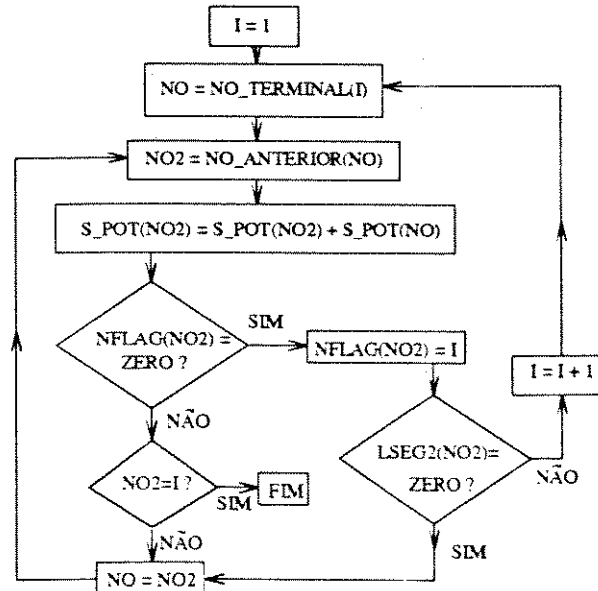 I = 1
NO = NO_TERMINAL(I)
NO2 = NO_ANTERIOR(NO)
S_POT(NO2) = S_POT(NO2) + S_POT(NO)
NFLAG(NO2) =
ZERO ?
SIM
NFLAG(NO2) = I
I = I + 1
NÃO
LSEG2(NO2)=
ZERO ?
NÃO
NO2=I ?
SIM
FIM
NÃO
SIM
NO = NO2